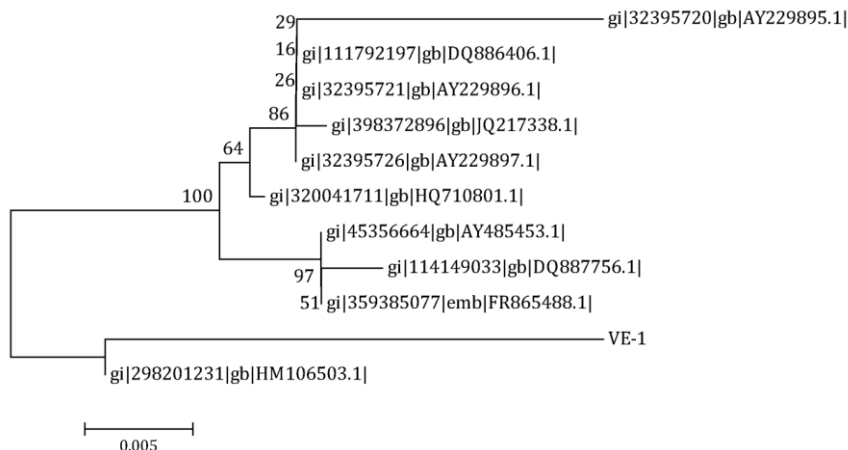 29
gi|32395720|gb|AY229895.1|
16
gi|111792197|gb|DQ886406.1|
26
gi|32395721|gb|AY229896.1|
86
gi|398372896|gb|JQ217338.1|
64
gi|32395726|gb|AY229897.1|
100
gi|320041711|gb|HQ710801.1|
gi|45356664|gb|AY485453.1|
97
gi|114149033|gb|DQ887756.1|
51
gi|359385077|emb|FR865488.1|
VE-1
gi|298201231|gb|HM106503.1|
0.005